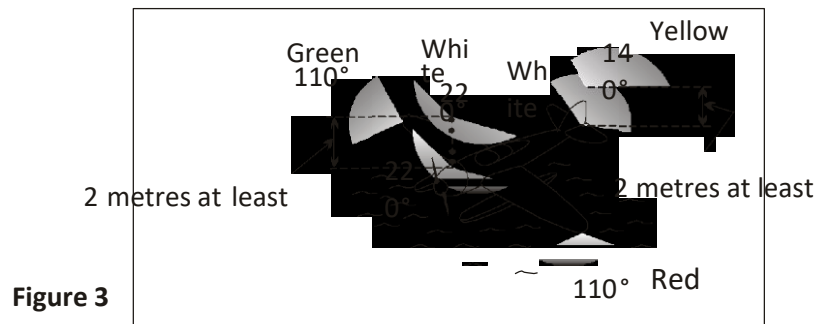 Yellow
Green
110°
Whi
te
22
0°
Wh
ite
14
0°
22
0°
2 metres at least
2 metres at least
110°
Red
Figure 3